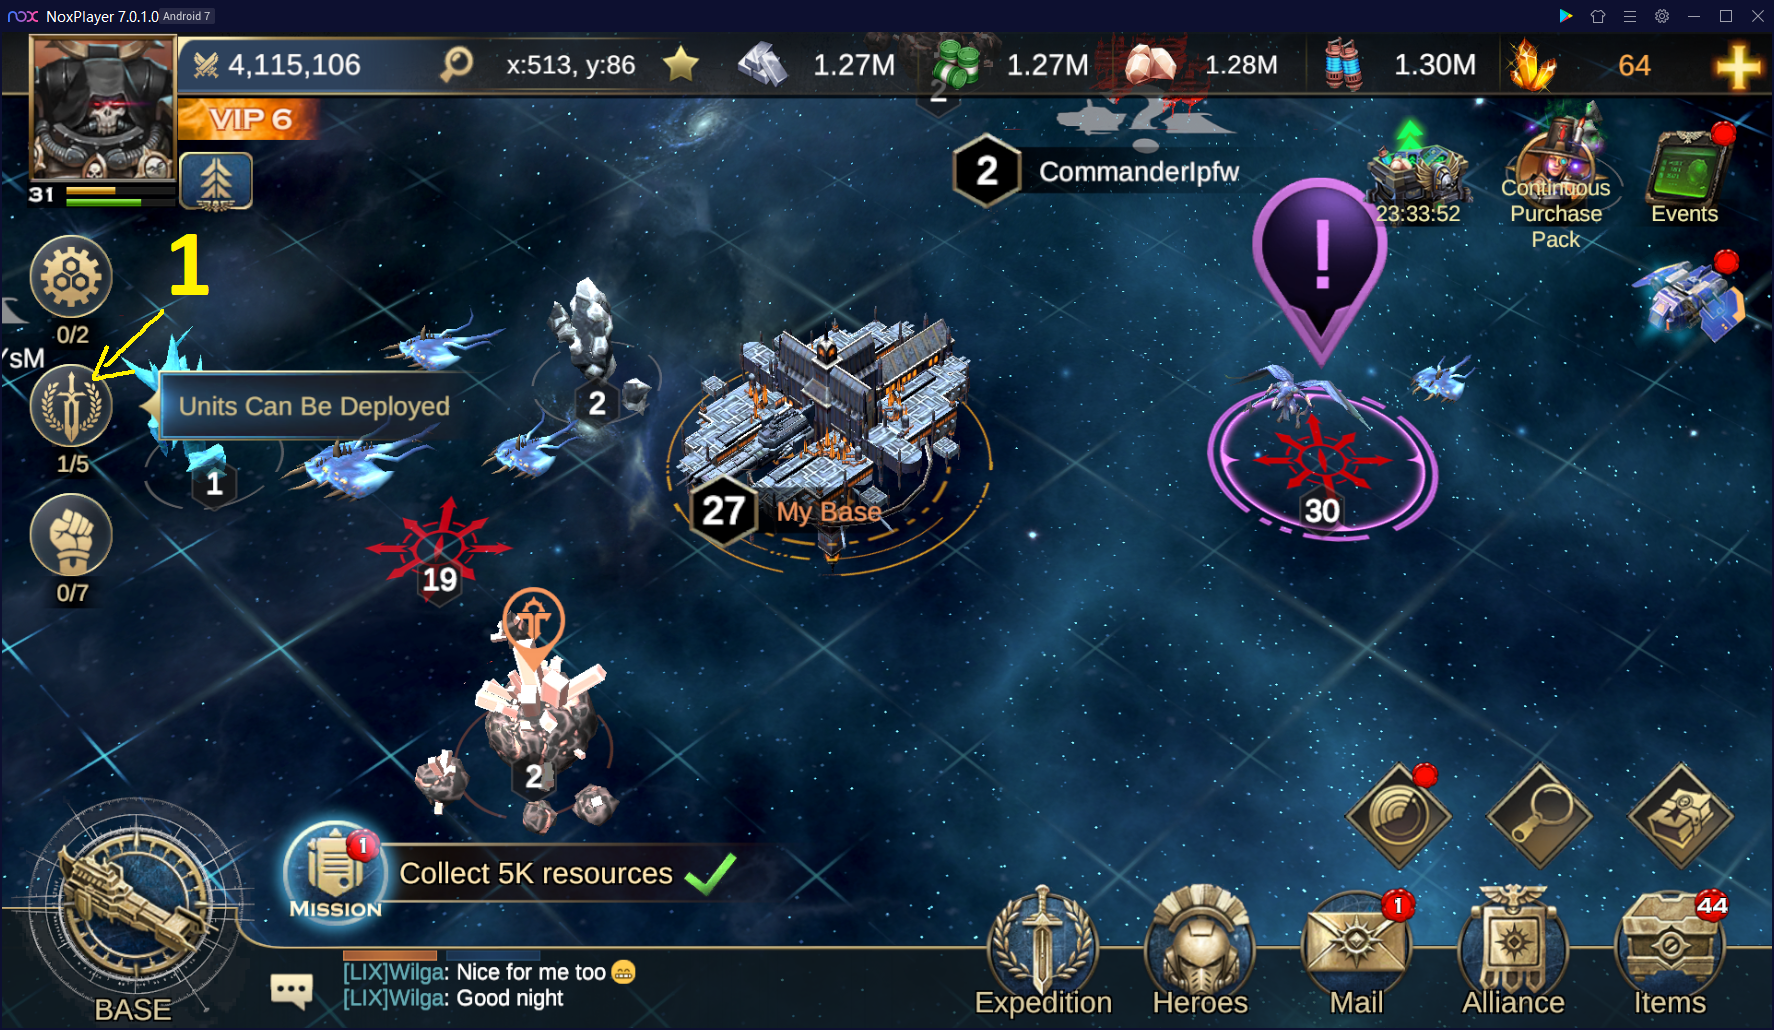 nox NoxPlayer 7.0.1.0 Android 7
4,115,106
x:513, y:86
1.27M
1.27M
1.28M
1.30M
64
VIP 6
31
2
2 CommanderIpfw
23:33:52
Continuous
Purchase
Pack
Events
1
0/2
sM
Units Can Be Deployed
1/5
0/7
1
2
27 My Base
30
19
2
1
MISSION
Collect 5K resources
BASE
[LIX]Wilga: Nice for me too 😁
[LIX]Wilga: Good night
Expedition
Heroes
1
Mail
Alliance
44
Items